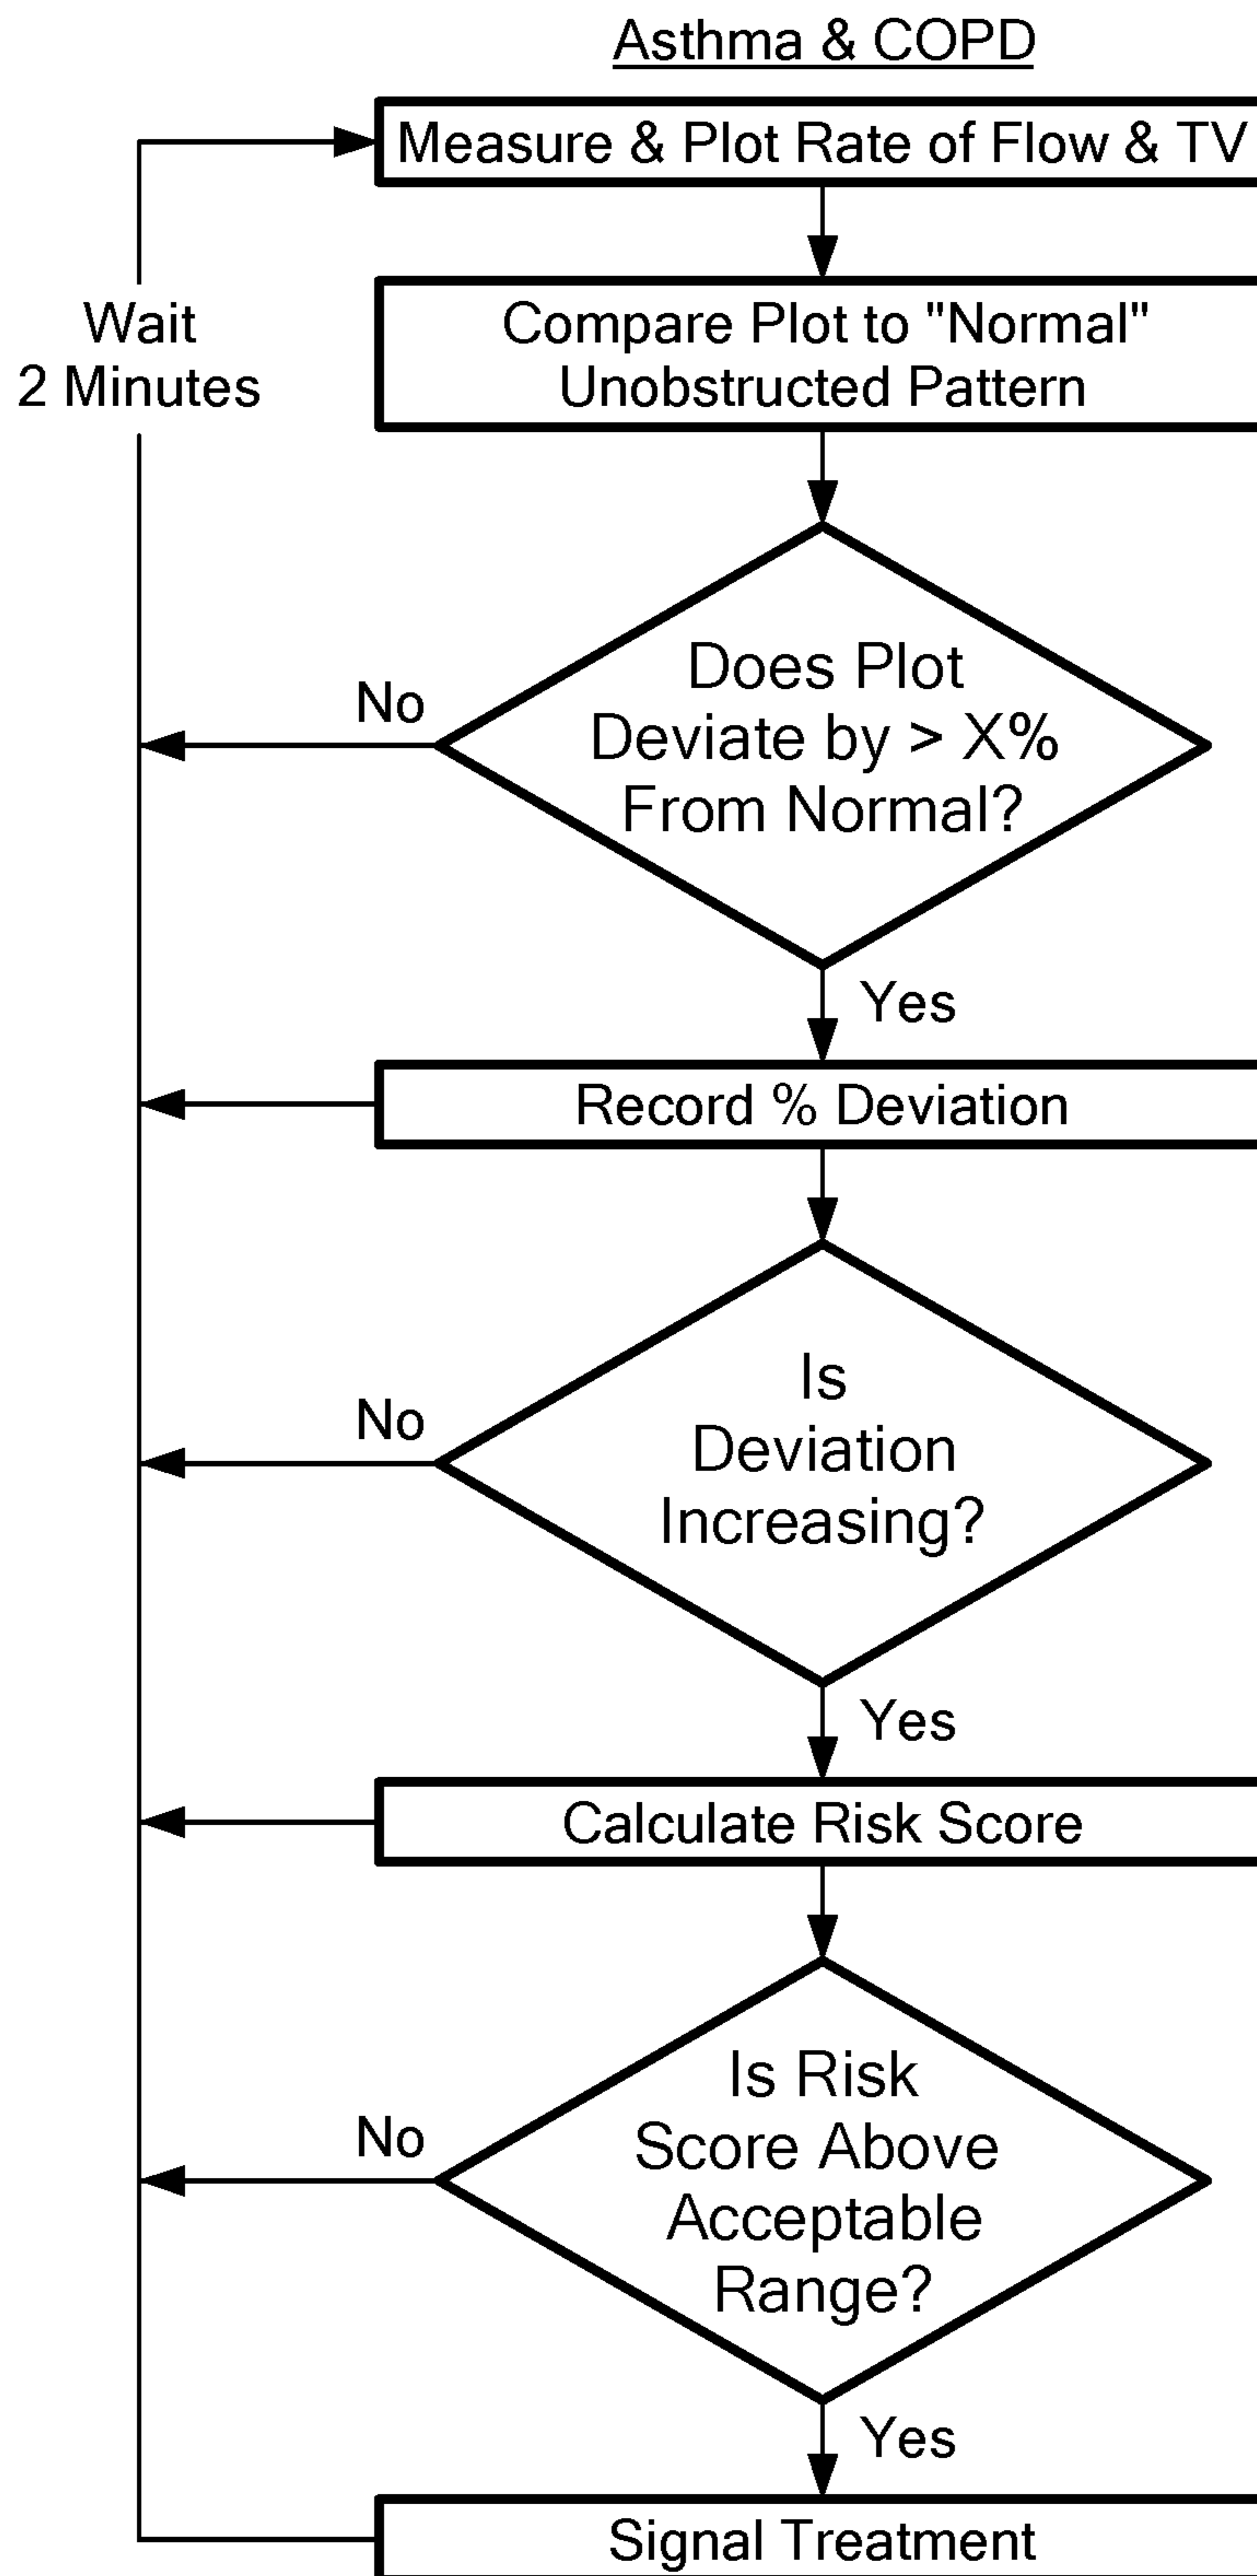 Asthma & COPD
Measure & Plot Rate of Flow & TV
Wait
2 Minutes
Compare Plot to "Normal"
Unobstructed Pattern
Does Plot
Deviate by > X%
From Normal?
No
Yes
Record % Deviation
Is
Deviation
Increasing?
No
Yes
Calculate Risk Score
Is Risk
Score Above
Acceptable
Range?
No
Yes
Signal Treatment